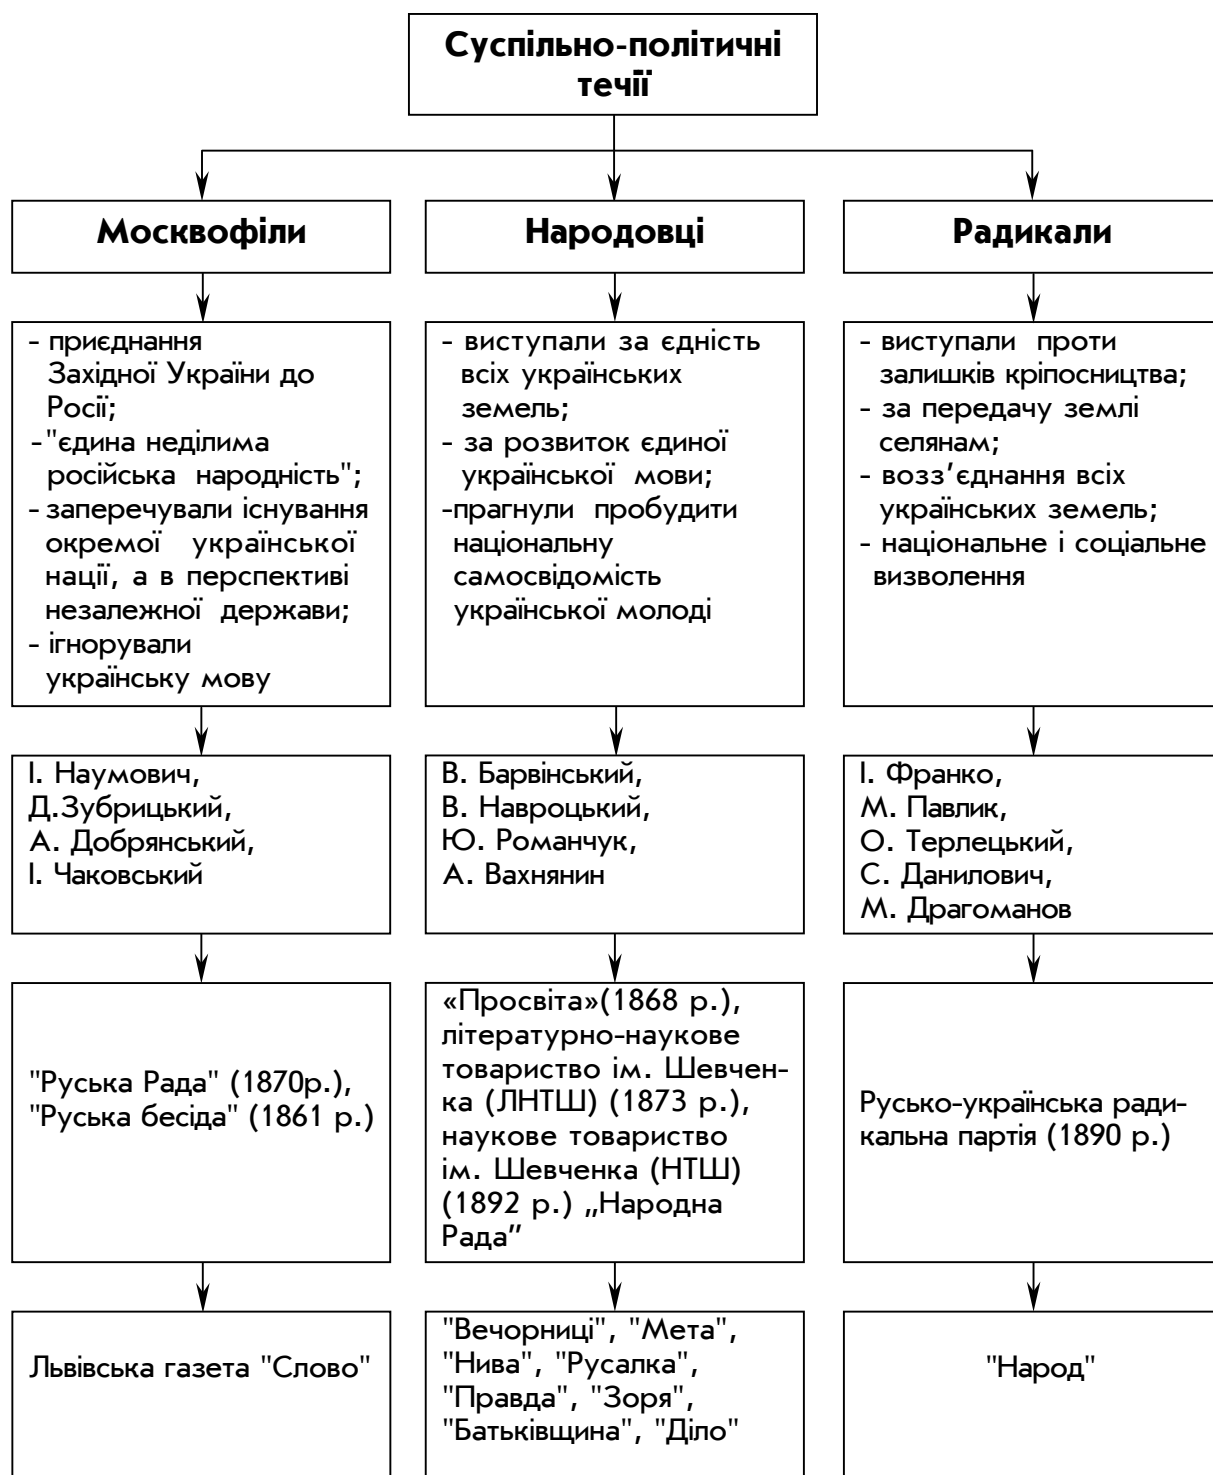 Суспільно-політичні
течії
Москвофіли
Народовці
Радикали
- приєднання
Західної України до
Росії;
-"єдина неділима
російська народність";
- заперечували існування
окремої української
нації, а в перспективі
незалежної держави;
- ігнорували
українську мову
- виступали за єдність
всіх українських
земель;
- за розвиток єдиної
української мови;
-прагнули пробудити
національну
самосвідомість
української молоді
- виступали проти
залишків кріпосництва;
- за передачу землі
селянам;
- возз’єднання всіх
українських земель;
- національне і соціальне
визволення
І. Наумович,
Д.Зубрицький,
А. Добрянський,
І. Чаковський
В. Барвінський,
В. Навроцький,
Ю. Романчук,
А. Вахнянин
І. Франко,
М. Павлик,
О. Терлецький,
С. Данилович,
М. Драгоманов
"Руська Рада" (1870р.),
"Руська бесіда" (1861 р.)
«Просвіта»(1868 р.),
літературно-наукове
товариство ім. Шевчен-
ка (ЛНТШ) (1873 р.),
наукове товариство
ім. Шевченка (НТШ)
(1892 р.) „Народна
Рада”
Русько-українська ради-
кальна партія (1890 р.)
Львівська газета "Слово"
"Вечорниці", "Мета",
"Нива", "Русалка",
"Правда", "Зоря",
"Батьківщина", "Діло"
"Народ"